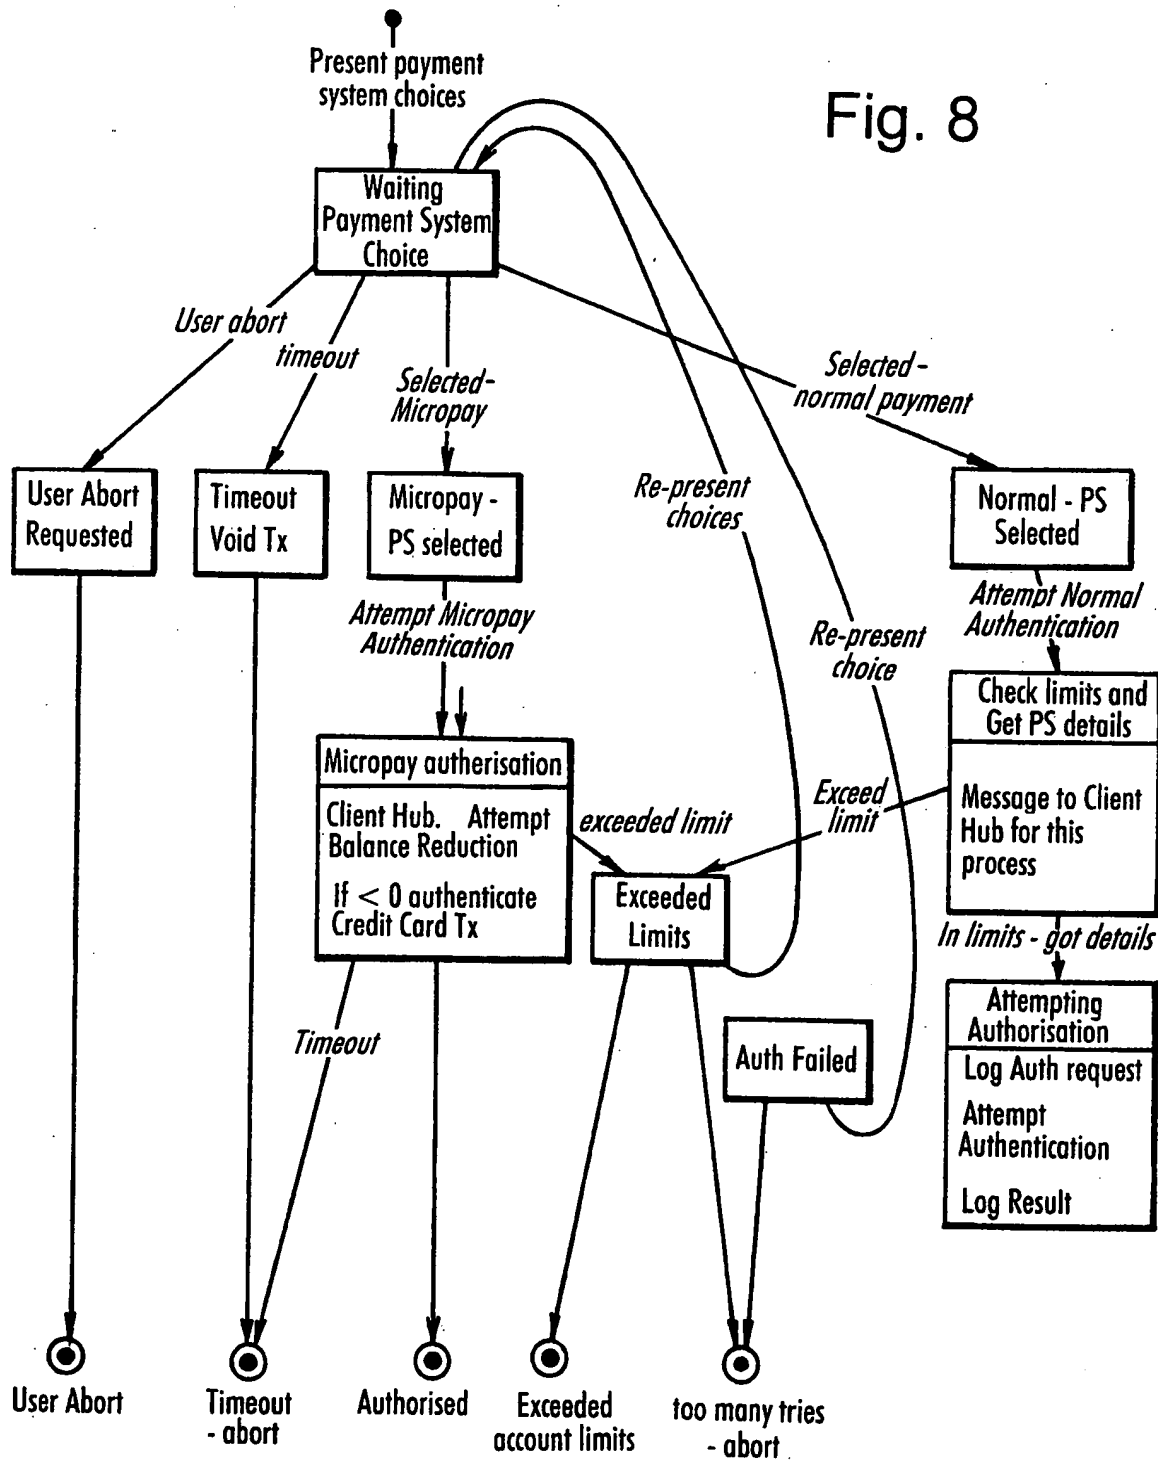 Present payment
system choices
Fig. 8
Waiting
Payment System
Choice
User abort
timeout
Selected-
Micropay
Selected -
normal payment
User Abort
Requested
Timeout
Void Tx
Micropay -
PS selected
Re-present
choices
Normal - PS
Selected
Attempt Micropay
Authentication
Attempt Normal
Authentication
Re-present
choice
Check limits and
Get PS details
Message to Client
Hub for this
process
Micropay autherisation
Client Hub. Attempt
Balance Reduction
If < 0 authenticate
Credit Card Tx
exceeded limit
Exceed
limit
Exceeded
Limits
In limits - got details
Attempting
Authorisation
Log Auth request
Attempt
Authentication
Log Result
Timeout
Auth Failed
User Abort
Timeout
- abort
Authorised
Exceeded
account limits
too many tries
- abort